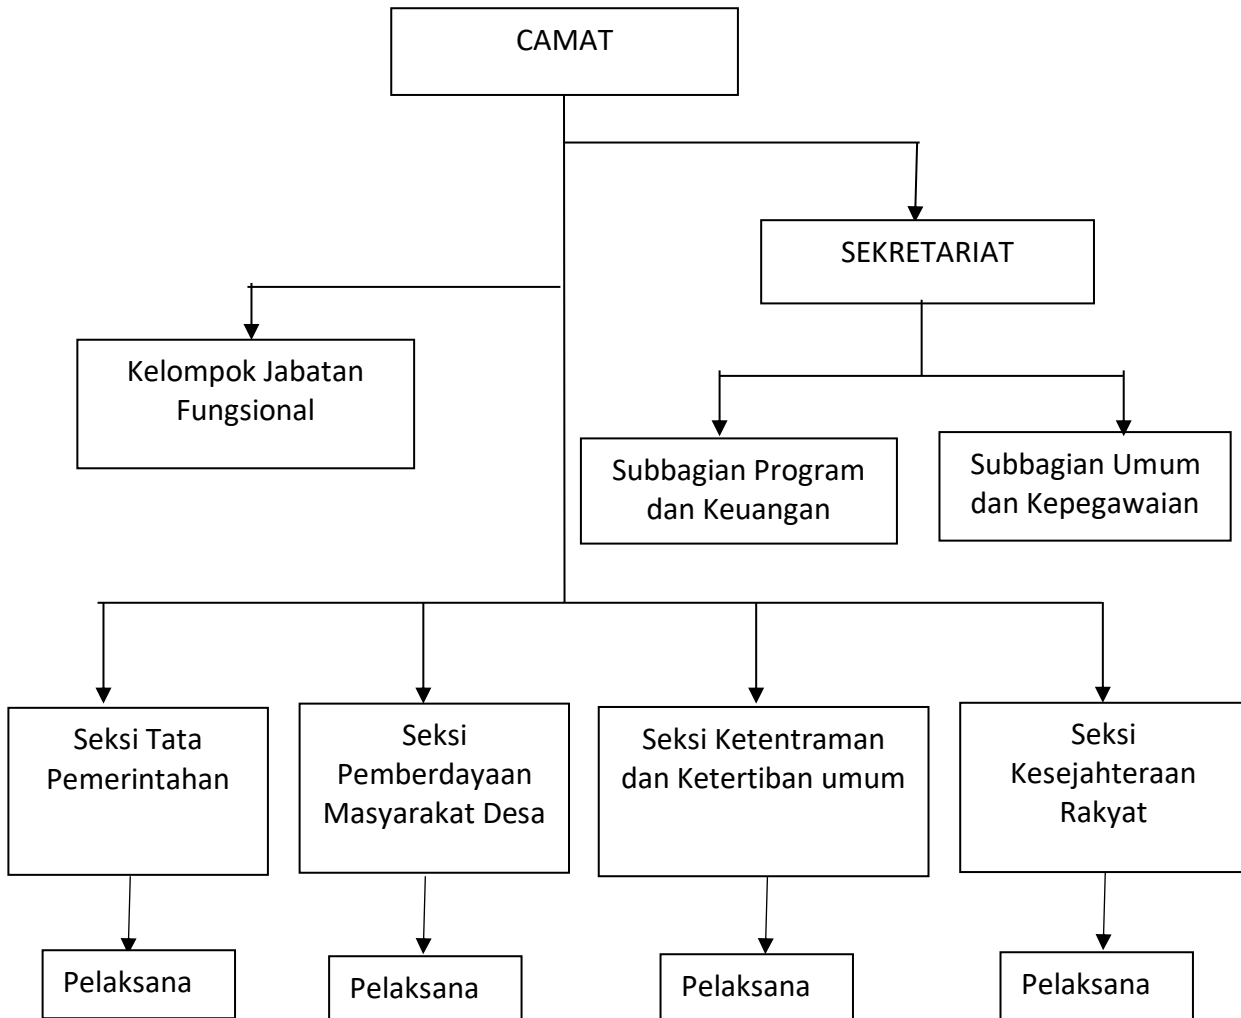 CAMAT
SEKRETARIAT
Kelompok Jabatan
Fungsional
Subbagian Program
dan Keuangan
Subbagian Umum
dan Kepegawaian
Seksi Tata
Pemerintahan
Seksi
Pemberdayaan
Masyarakat Desa
Seksi Ketentraman
dan Ketertiban umum
Seksi
Kesejahteraan
Rakyat
Pelaksana
Pelaksana
Pelaksana
Pelaksana